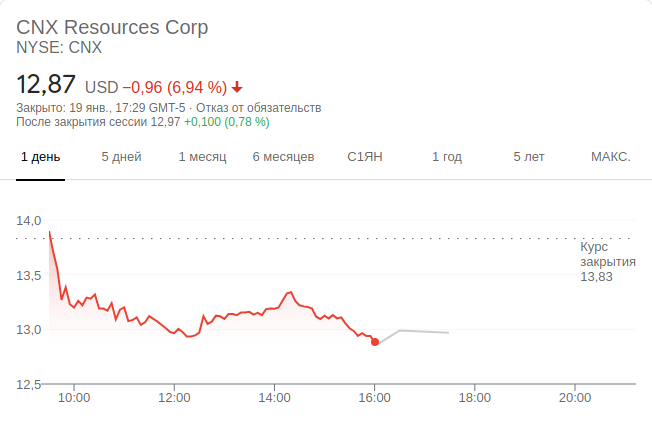 CNX Resources Corp
NYSE: CNX
12,87 USD −0,96 (6,94 %)
Закрыто: 19 янв., 17:29 GMT-5 · Отказ от обязательств
После закрытия сессии 12,97 +0,100 (0,78 %)
1 день 5 дней 1 месяц 6 месяцев С1ЯН 1 год 5 лет МАКС.
14,0
Курс
закрытия
13,83
13,5
13,0
12,5
10:00 12:00 14:00 16:00 18:00 20:00